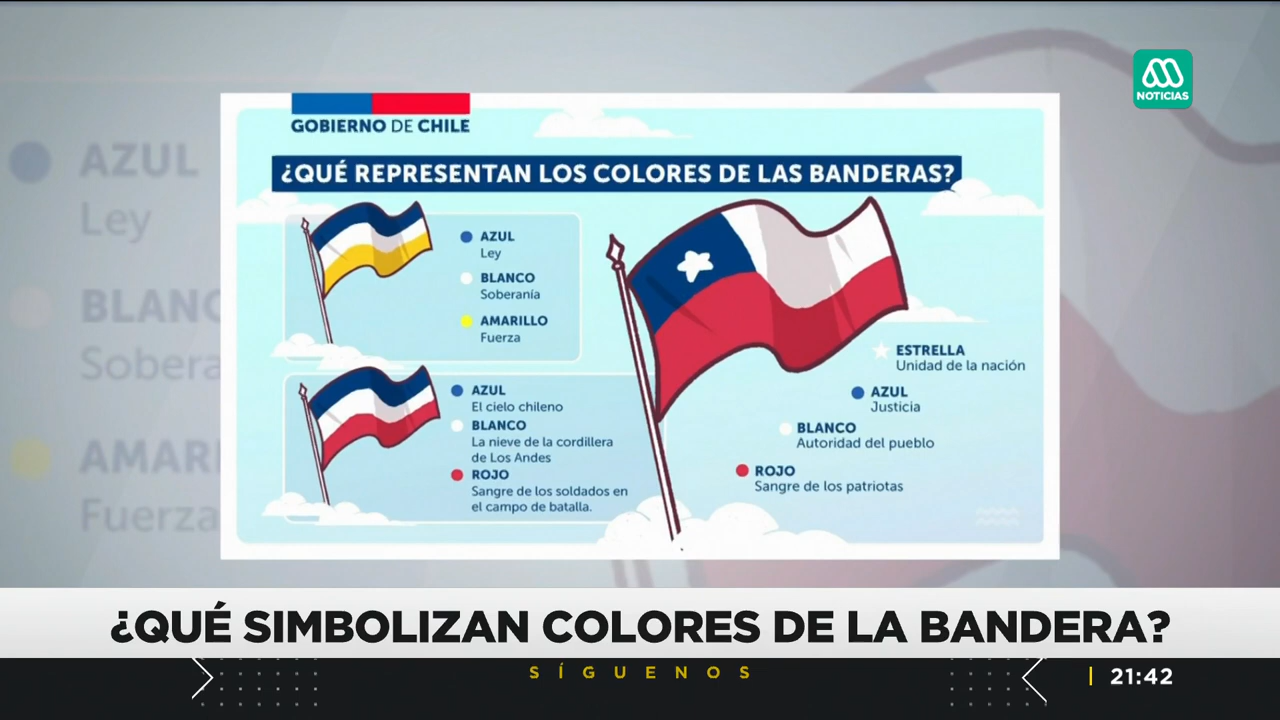 NOTICIAS
GOBIERNO DE CHILE
¿QUÉ REPRESENTAN LOS COLORES DE LAS BANDERAS?
AZUL
Ley
BLANCO
Soberanía
AMARILLO
Fuerza
AZUL
El cielo chileno
BLANCO
La nieve de la cordillera
de Los Andes
ROJO
Sangre de los soldados en
el campo de batalla.
ESTRELLA
Unidad de la nación
AZUL
Justicia
BLANCO
Autoridad del pueblo
ROJO
Sangre de los patriotas
AZUL
Ley
BLANC
Sobera
AMARI
Fuerza
¿QUÉ SIMBOLIZAN COLORES DE LA BANDERA?
SÍGUENOS
21:42